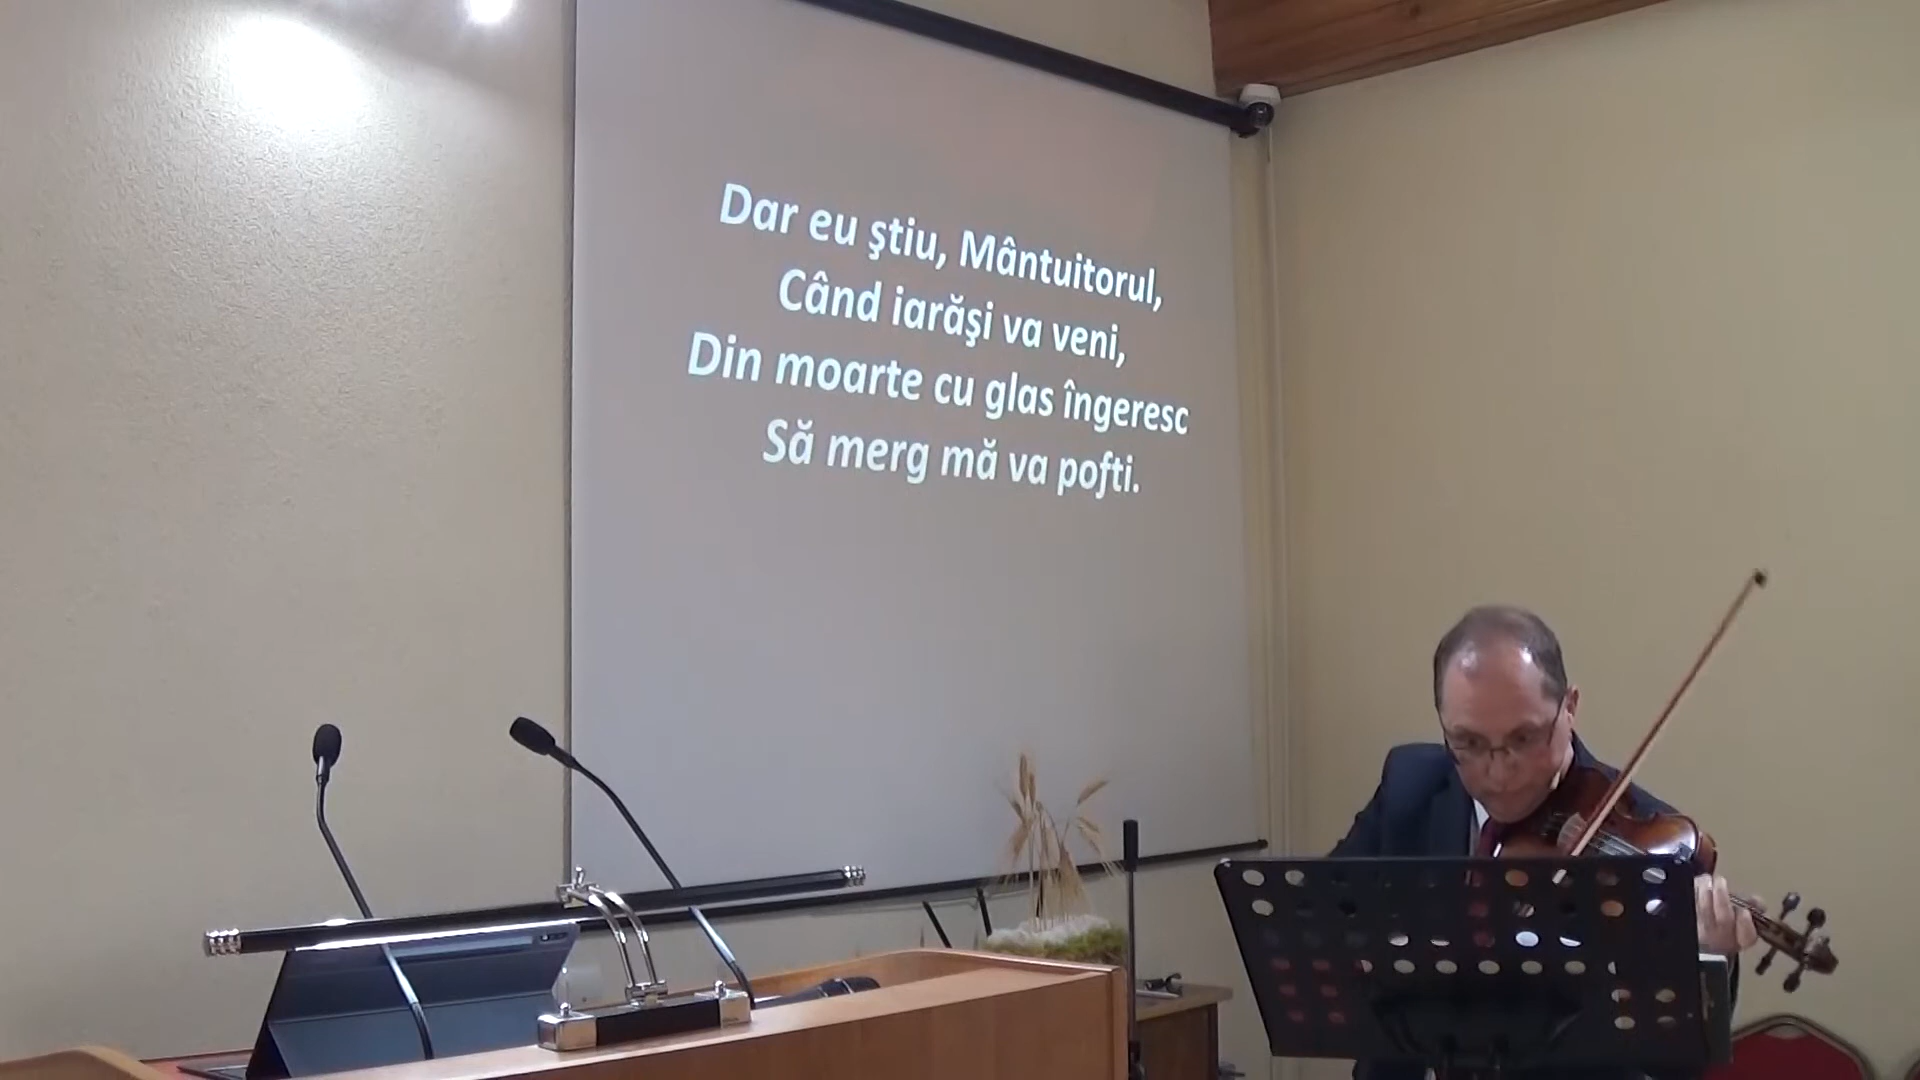 Dar eu ştiu, Mântuitorul,
Când iarăşi va veni,
Din moarte cu glas îngeresc
Să merg mă va pofti.